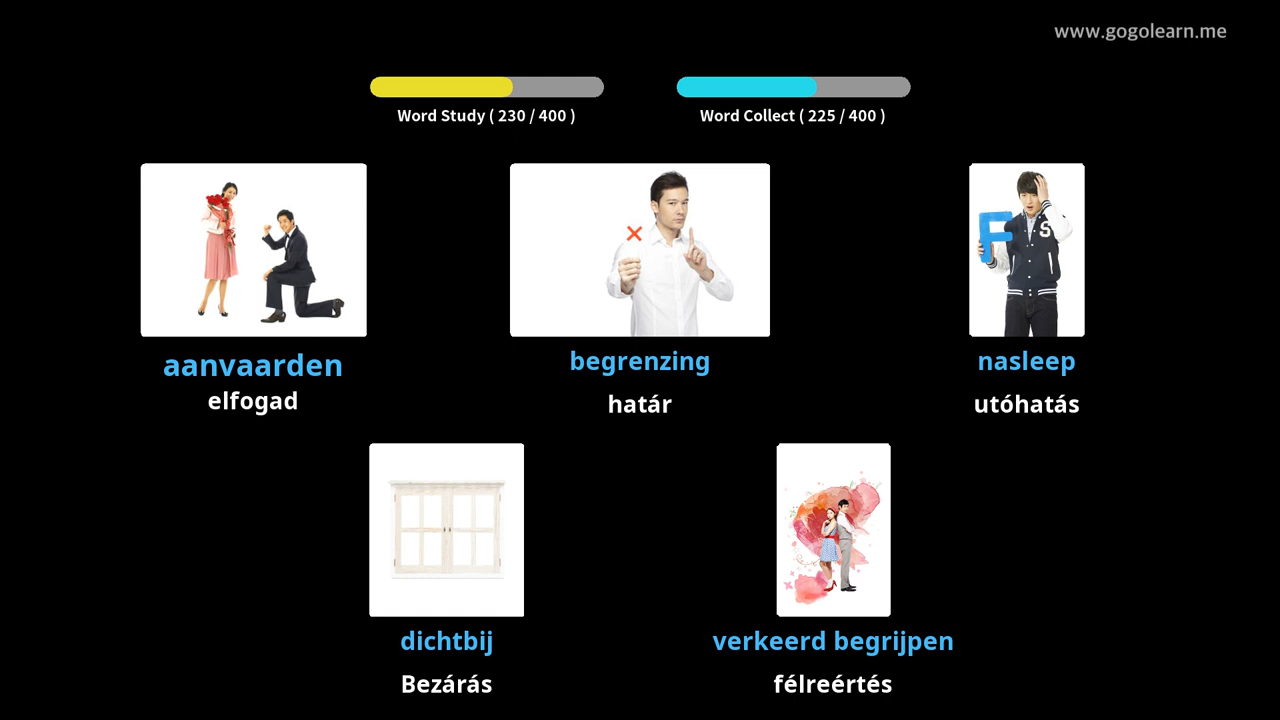 www.gogolearn.me
Word Study ( 230 / 400 )
Word Collect ( 225 / 400 )
F
S
aanvaarden
elfogad
begrenzing
határ
nasleep
utóhatás
dichtbij
Bezárás
verkeerd begrijpen
félreértés